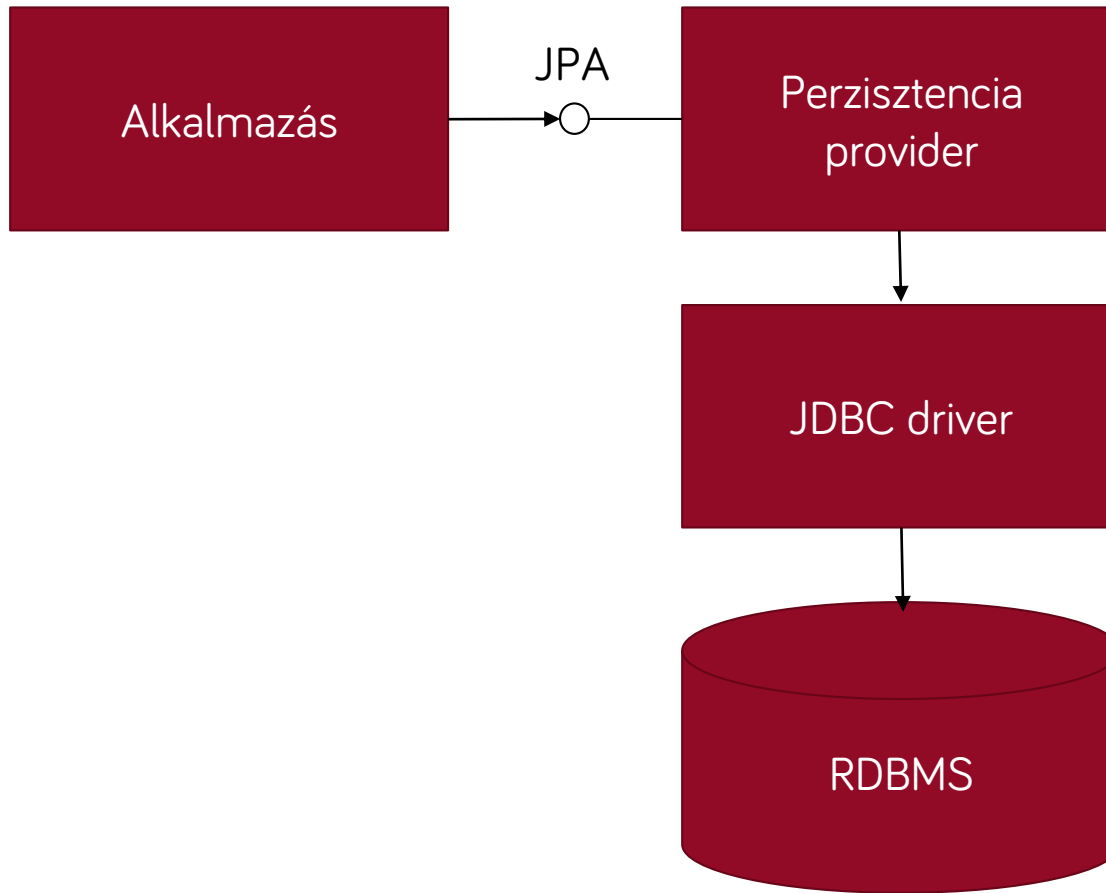 Alkalmazás
JPA
Perzisztencia
provider
JDBC driver
RDBMS